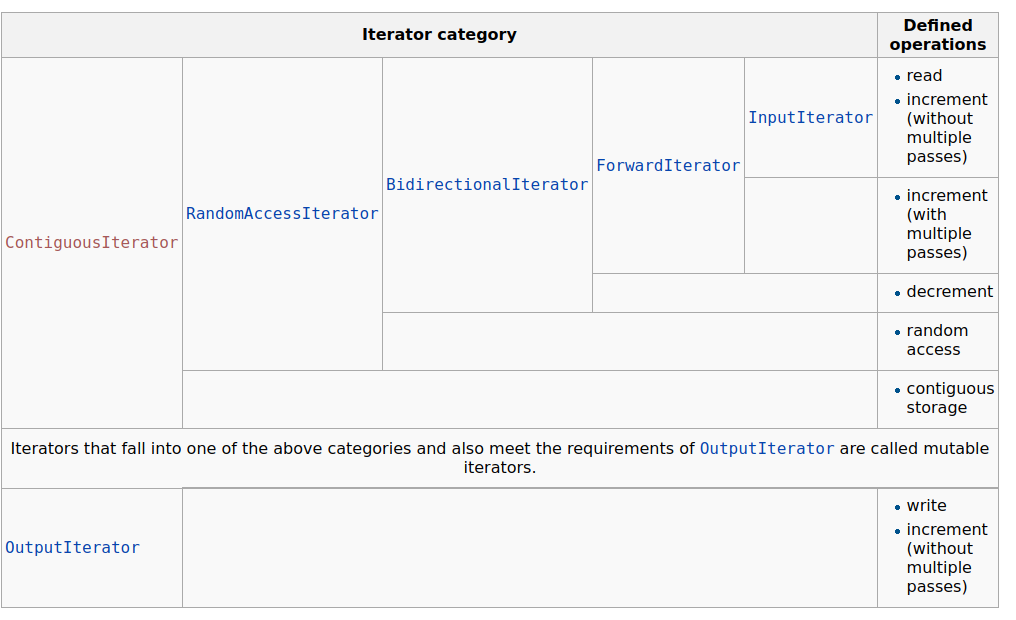 Iterator category
Defined
operations
ContiguousIterator
RandomAccessIterator
BidirectionalIterator
ForwardIterator
InputIterator
read
increment
(without
multiple
passes)
increment
(with
multiple
passes)
decrement
random
access
contiguous
storage
Iterators that fall into one of the above categories and also meet the requirements of OutputIterator are called mutable
iterators.
OutputIterator
write
increment
(without
multiple
passes)